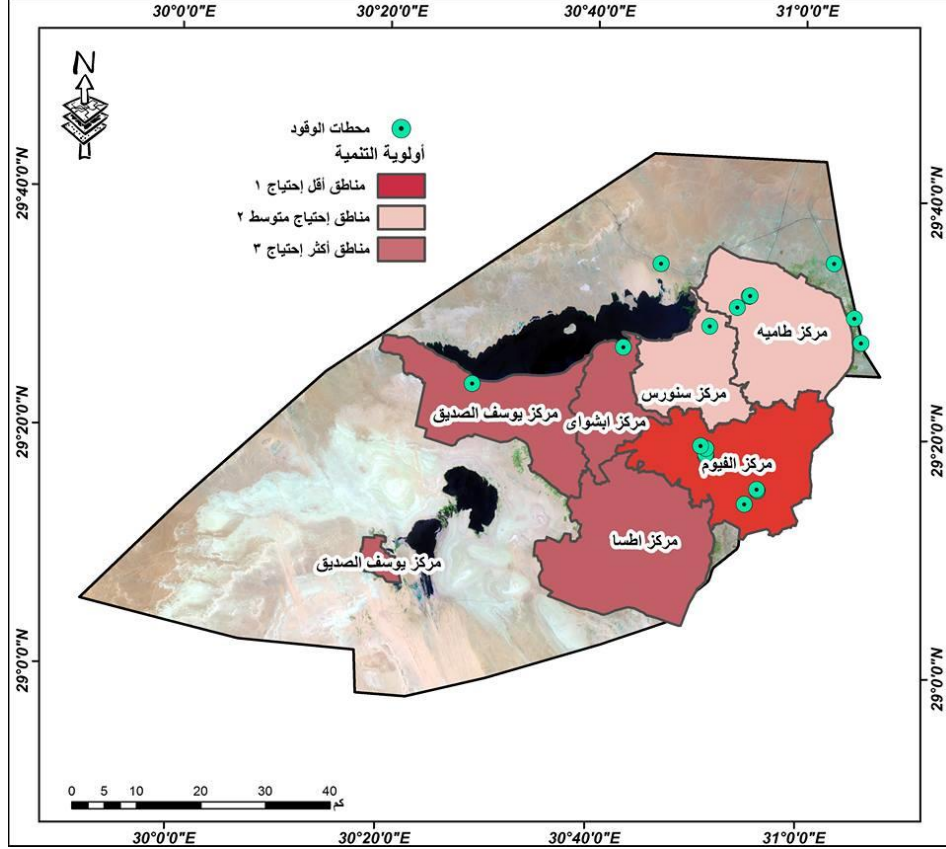 30°0'0"E 30°20'0"E 30°40'0"E 31°0'0"E
N
محطات الوقود
أولوية التنمية
مناطق أقل إحتياج ١
مناطق إحتياج متوسط ٢
مناطق أكثر إحتياج ٣
29°40'0"N
29°40'0"N
مركز طاميه
مركز سنورس
مركز ابشواى
مركز يوسف الصديق
29°20'0"N
29°20'0"N
مركز الفيوم
مركز اطسا
مركز يوسف الصديق
29°0'0"N
29°0'0"N
0 5 10 20 30 40
كم
30°0'0"E 30°20'0"E 30°40'0"E 31°0'0"E